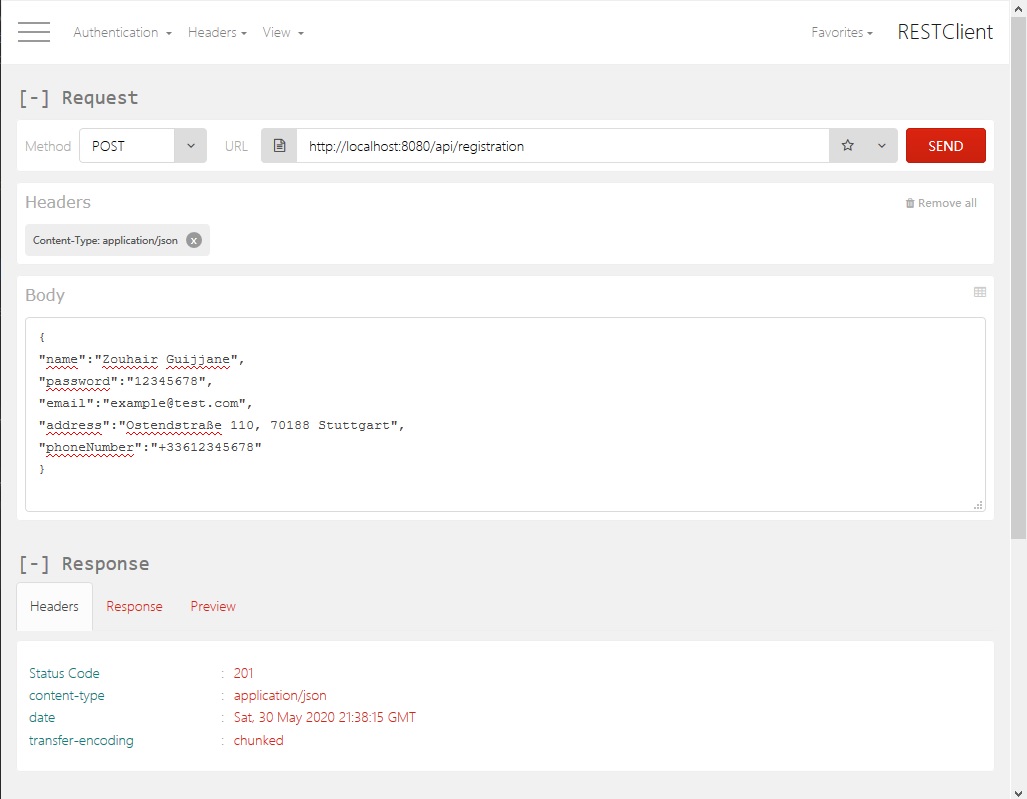 Authentication Headers View Favorites RESTClient
[-] Request
Method POST URL http://localhost:8080/api/registration SEND
Headers Remove all
Content-Type: application/json x
Body
{
"name":"Zouhair Guijjane",
"password":"12345678",
"email":"example@test.com",
"address":"Ostendstraße 110, 70188 Stuttgart",
"phoneNumber":"+33612345678"
}
[-] Response
Headers Response Preview
Status Code : 201
content-type : application/json
date : Sat, 30 May 2020 21:38:15 GMT
transfer-encoding : chunked